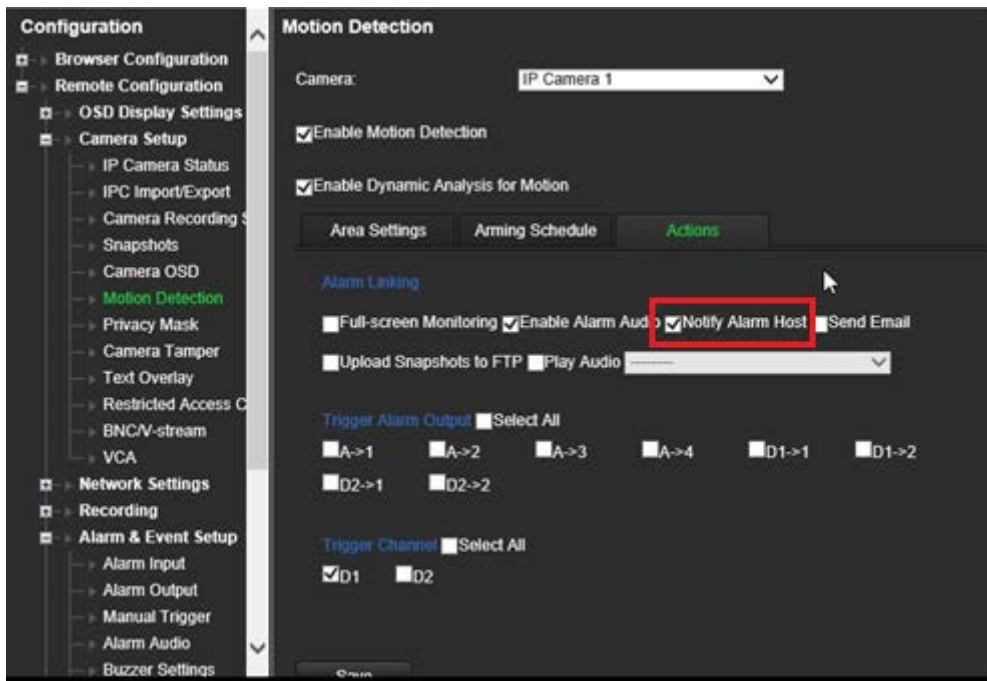 Configuration
Browser Configuration
Remote Configuration
OSD Display Settings
Camera Setup
IP Camera Status
IPC Import/Export
Camera Recording S
Snapshots
Camera OSD
Motion Detection
Privacy Mask
Camera Tamper
Text Overlay
Restricted Access C
BNC/V-stream
VCA
Network Settings
Recording
Alarm & Event Setup
Alarm Input
Alarm Output
Manual Trigger
Alarm Audio
Buzzer Settings
Motion Detection
Camera: IP Camera 1
Enable Motion Detection
Enable Dynamic Analysis for Motion
Area Settings Arming Schedule Actions
Alarm Linking
Full-screen Monitoring Enable Alarm Audio Notify Alarm Host Send Email
Upload Snapshots to FTP Play Audio --------
Trigger Alarm Output Select All
A->1 A->2 A->3 A->4 D1->1 D1->2
D2->1 D2->2
Trigger Channel Select All
D1 D2
Save